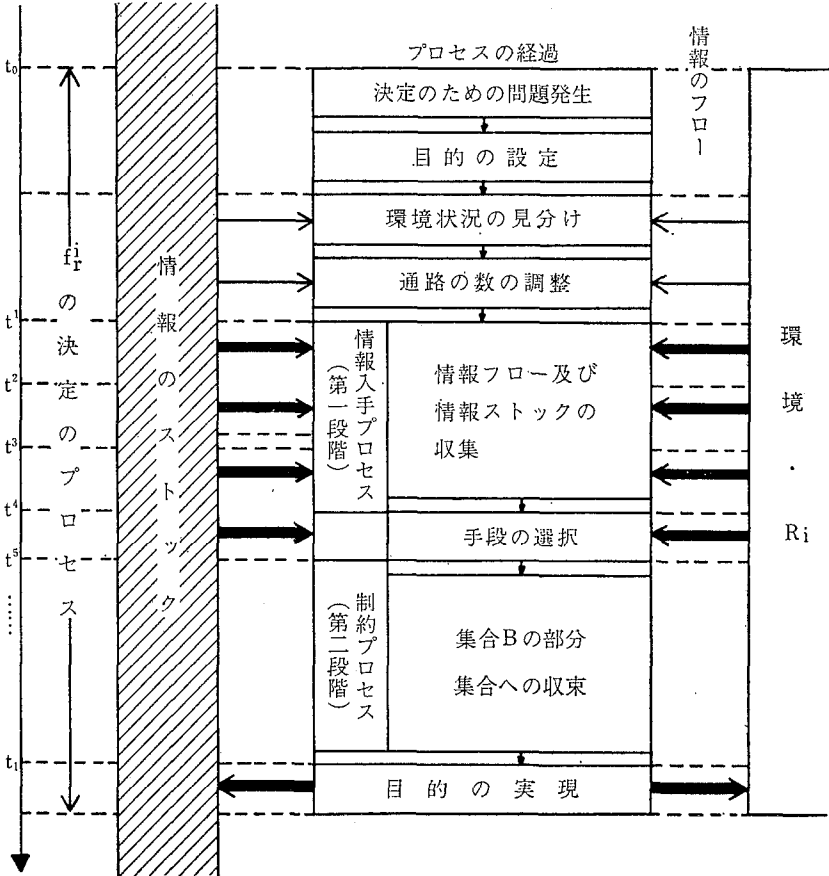 プロセスの経過
情報のフロー
t₀
決定のための問題発生
目的の設定
環境状況の見分け
通路の数の調整
fᵢʳの決定のプロセス
情報のストック
t¹
t²
t³
t⁴
t⁵
……
t₁
情報入手プロセス
(第一段階)
情報フロー及び
情報ストックの
収集
手段の選択
制約プロセス
(第二段階)
集合Bの部分
集合への収束
目的の実現
環境・Ri